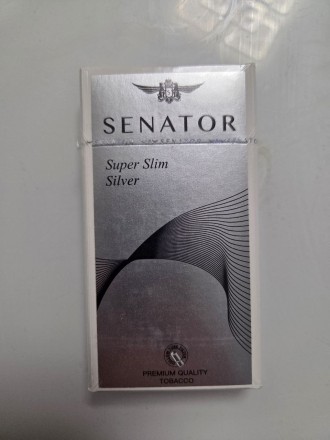 SENATOR
Super Slim
Silver
PREMIUM QUALITY
TOBACCO